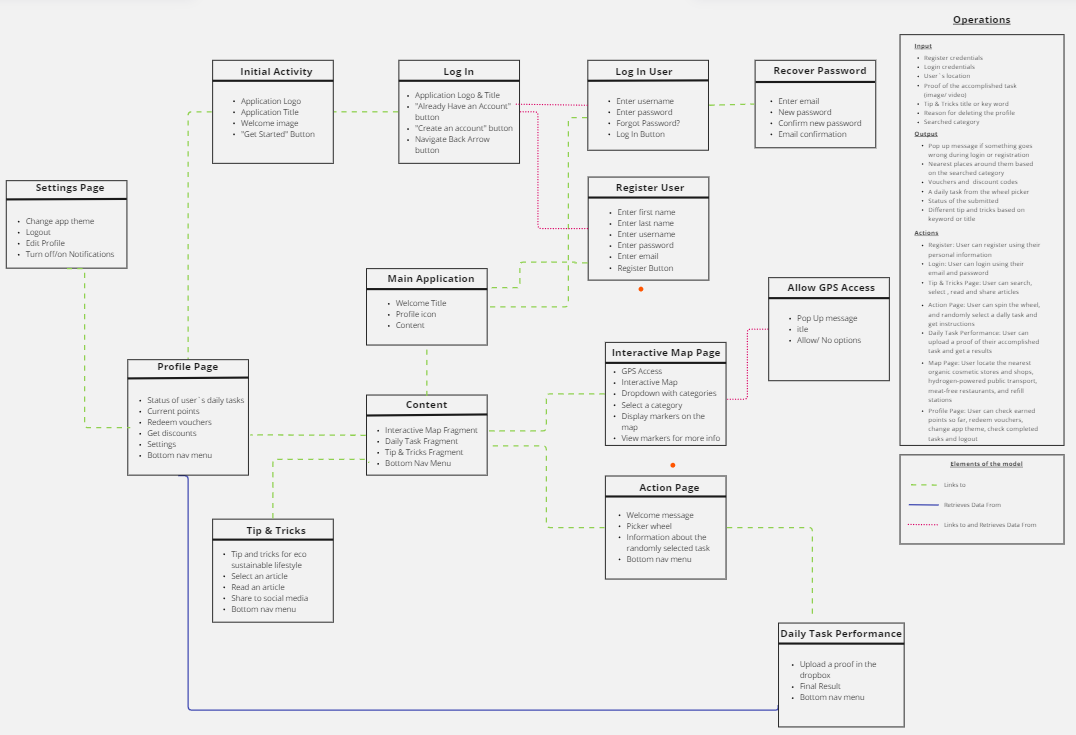 Operations
Input
• Register credentials
• Login credentials
• User´s location
• Proof of the accomplished task
(image/ video)
• Tip & Tricks title or key word
• Reason for deleting the profile
• Searched category
Output
• Pop up message if something goes
wrong during login or registration
• Nearest places around them based
on the searched category
• Vouchers and discount codes
• A daily task from the wheel picker
• Status of the submitted
• Different tip and tricks based on
keyword or title
Actions
• Register: User can register using their
personal information
• Login: User can login using their
email and password
• Tip & Tricks Page: User can search,
select , read and share articles
• Action Page: User can spin the wheel,
and randomly select a daily task and
get instructions
• Daily Task Performance: User can
upload a proof of their accomplished
task and get a results
• Map Page: User locate the nearest
organic cosmetic stores and shops,
hydrogen-powered public transport,
meat-free restaurants, and refill
stations
• Profile Page: User can check earned
points so far, redeem vouchers,
change app theme, check completed
tasks and logout
Elements of the model
Links to
Retrieves Data From
Links to and Retrieves Data From
Initial Activity
• Application Logo
• Application Title
• Welcome image
• "Get Started" Button
Log In
• Application Logo & Title
• "Already Have an Account"
button
• "Create an account" button
• Navigate Back Arrow
button
Log In User
• Enter username
• Enter password
• Forgot Password?
• Log In Button
Recover Password
• Enter email
• New password
• Confirm new password
• Email confirmation
Settings Page
• Change app theme
• Logout
• Edit Profile
• Turn off/on Notifications
Register User
• Enter first name
• Enter last name
• Enter username
• Enter password
• Enter email
• Register Button
Main Application
• Welcome Title
• Profile icon
• Content
Allow GPS Access
• Pop Up message
• itle
• Allow/ No options
Interactive Map Page
• GPS Access
• Interactive Map
• Dropdown with categories
• Select a category
• Display markers on the
map
• View markers for more info
Profile Page
• Status of user´s daily tasks
• Current points
• Redeem vouchers
• Get discounts
• Settings
• Bottom nav menu
Content
• Interactive Map Fragment
• Daily Task Fragment
• Tip & Tricks Fragment
• Bottom Nav Menu
Action Page
• Welcome message
• Picker wheel
• Information about the
randomly selected task
• Bottom nav menu
Tip & Tricks
• Tip and tricks for eco
sustainable lifestyle
• Select an article
• Read an article
• Share to social media
• Bottom nav menu
Daily Task Performance
• Upload a proof in the
dropbox
• Final Result
• Bottom nav menu